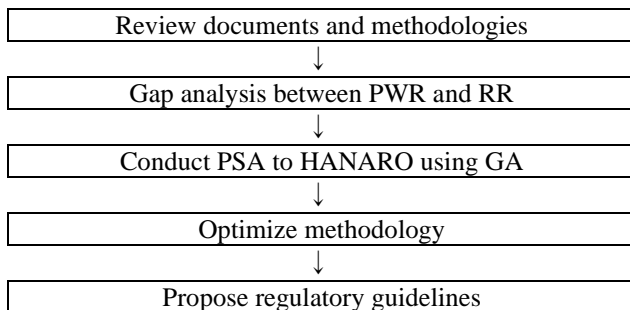 Review documents and methodologies
↓
Gap analysis between PWR and RR
↓
Conduct PSA to HANARO using GA
↓
Optimize methodology
↓
Propose regulatory guidelines